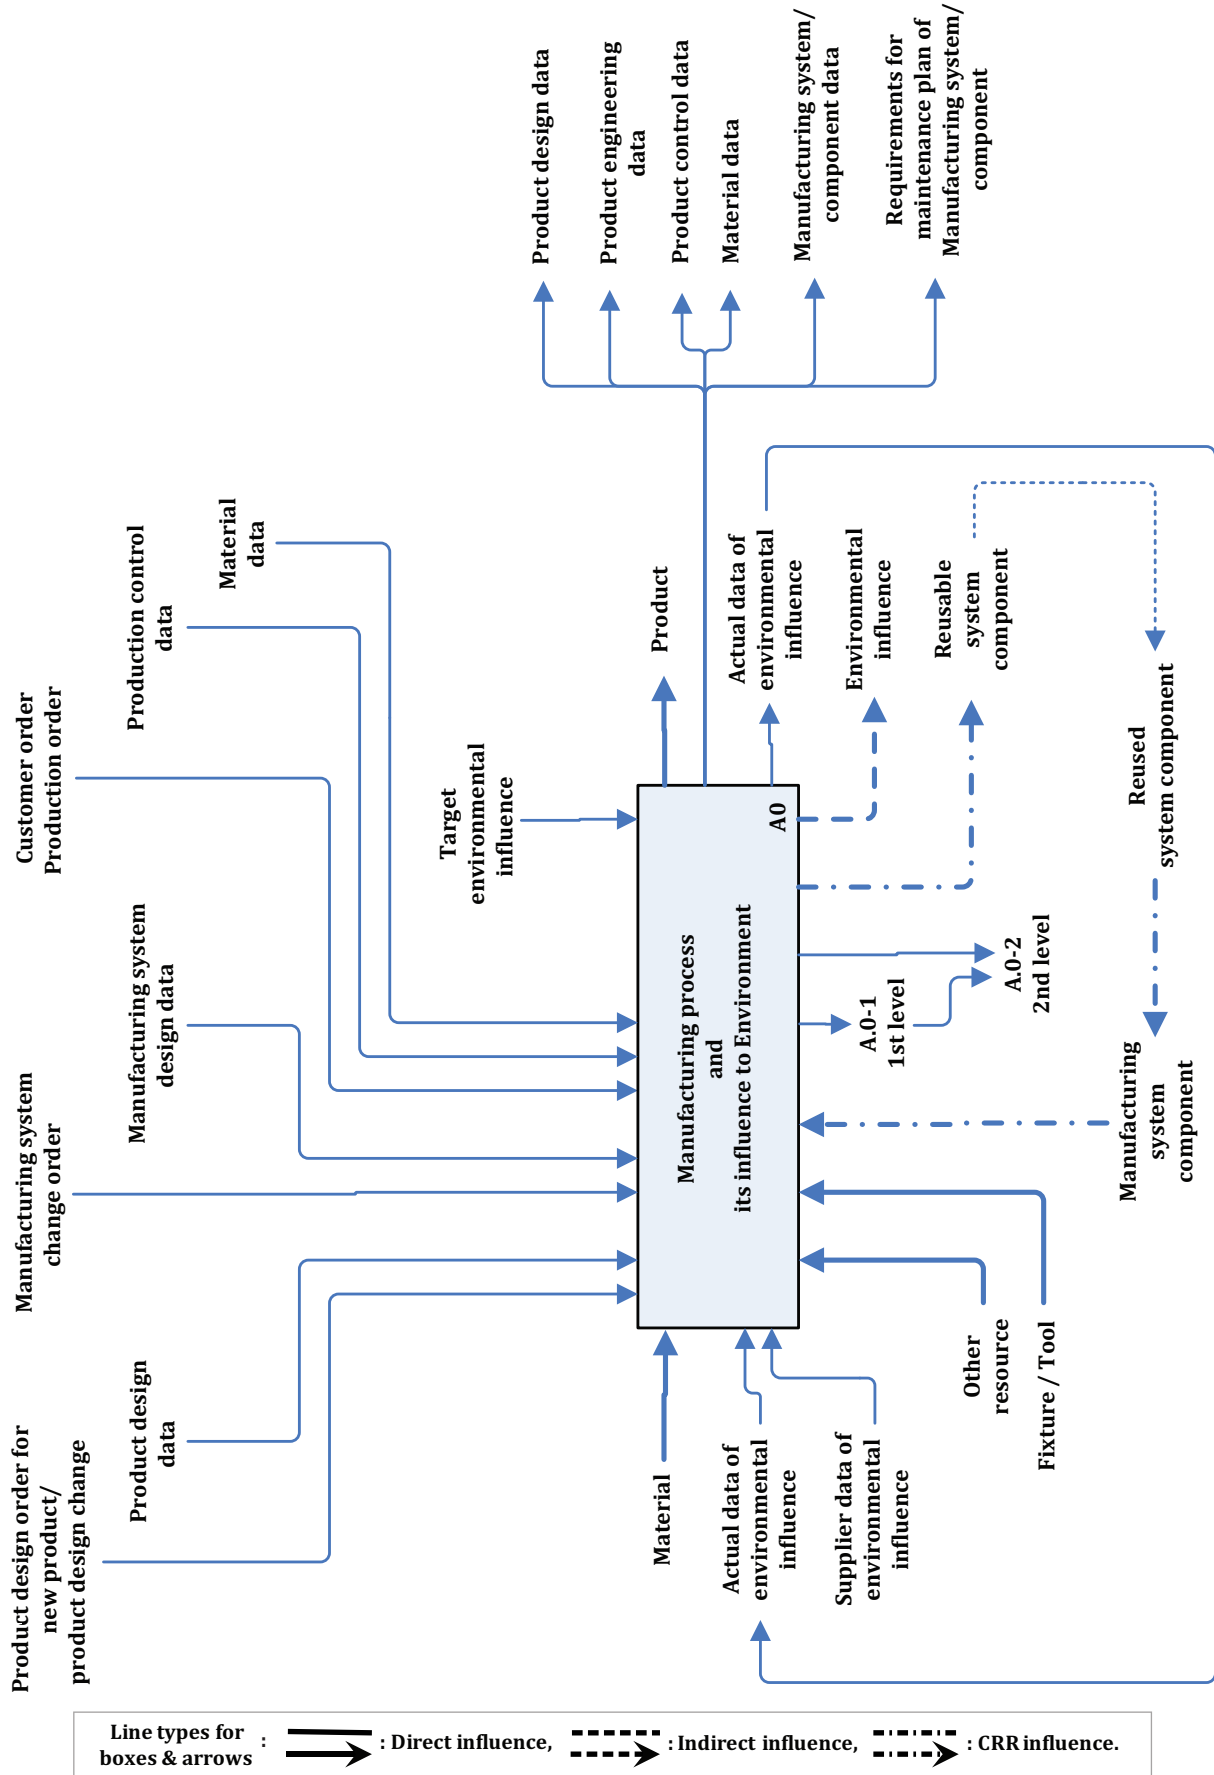 Product design order for
new product/
product design change
Product design
data
Manufacturing system
change order
Manufacturing system
design data
Customer order
Production order
Production control
data
Material
data
Target
environmental
influence
Material
Actual data of
environmental
influence
Supplier data of
environmental
influence
Other
resource
Fixture / Tool
Manufacturing
system
component
Manufacturing process
and
its influence to Environment
A0
A.0-1
1st level
A.0-2
2nd level
Reused
system component
Product
Actual data of
environmental
influence
Environmental
influence
Reusable
system
component
Product design data
Product engineering
data
Product control data
Material data
Manufacturing system/
component data
Requirements for
maintenance plan of
Manufacturing system/
component
Line types for
boxes & arrows
:
: Direct influence,
: Indirect influence,
: CRR influence.